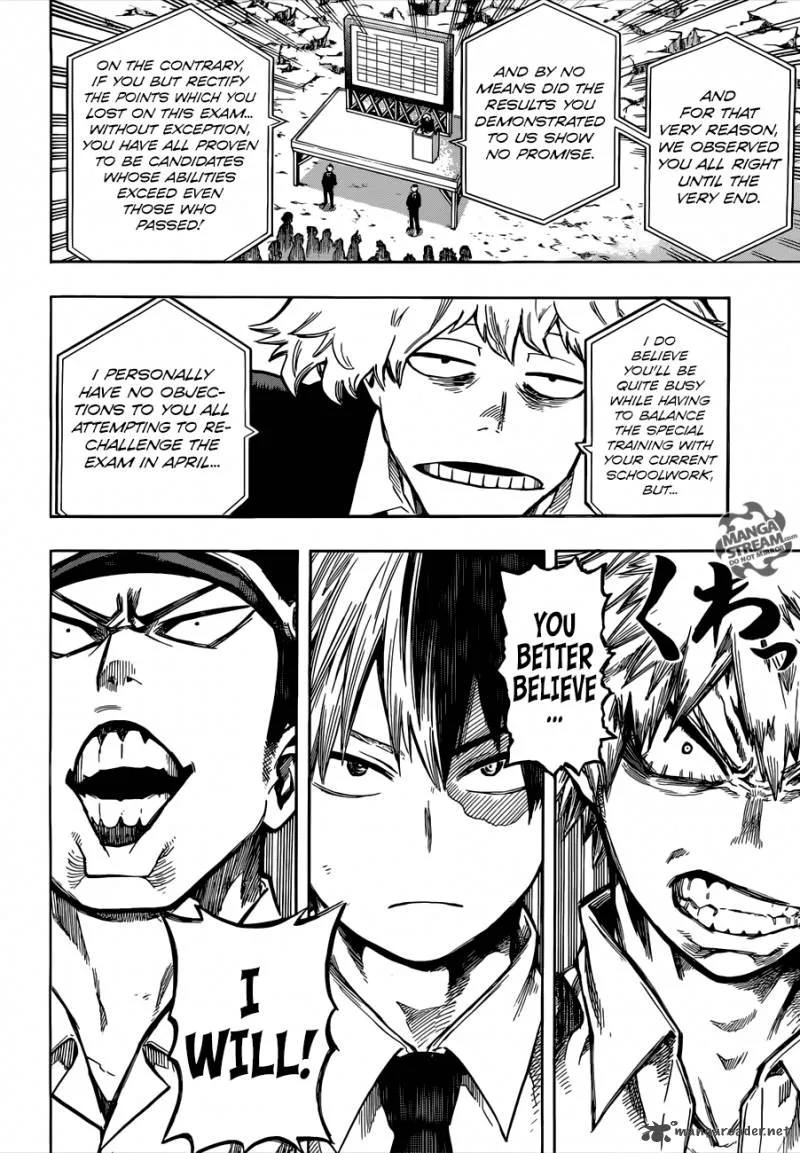 AND
FOR THAT
VERY REASON,
WE OBSERVED
YOU ALL RIGHT
UNTIL THE
VERY END.
AND BY NO
MEANS DID THE
RESULTS YOU
DEMONSTRATED
TO US SHOW
NO PROMISE.
ON THE CONTRARY,
IF YOU BUT RECTIFY
THE POINTS WHICH YOU
LOST ON THIS EXAM...
WITHOUT EXCEPTION,
YOU HAVE ALL PROVEN
TO BE CANDIDATES
WHOSE ABILITIES
EXCEED EVEN
THOSE WHO
PASSED!
I DO
BELIEVE
YOU'LL BE
QUITE BUSY
WHILE HAVING
TO BALANCE
THE SPECIAL
TRAINING WITH
YOUR CURRENT
SCHOOLWORK,
BUT...
I PERSONALLY
HAVE NO OBJEC-
TIONS TO YOU ALL
ATTEMPTING TO RE-
CHALLENGE THE
EXAM IN APRIL...
MANGA
STREAM.COM
DO NOT MIRROR!
くわっ
YOU
BETTER
BELIEVE
...
I
WILL!
mangareader.net